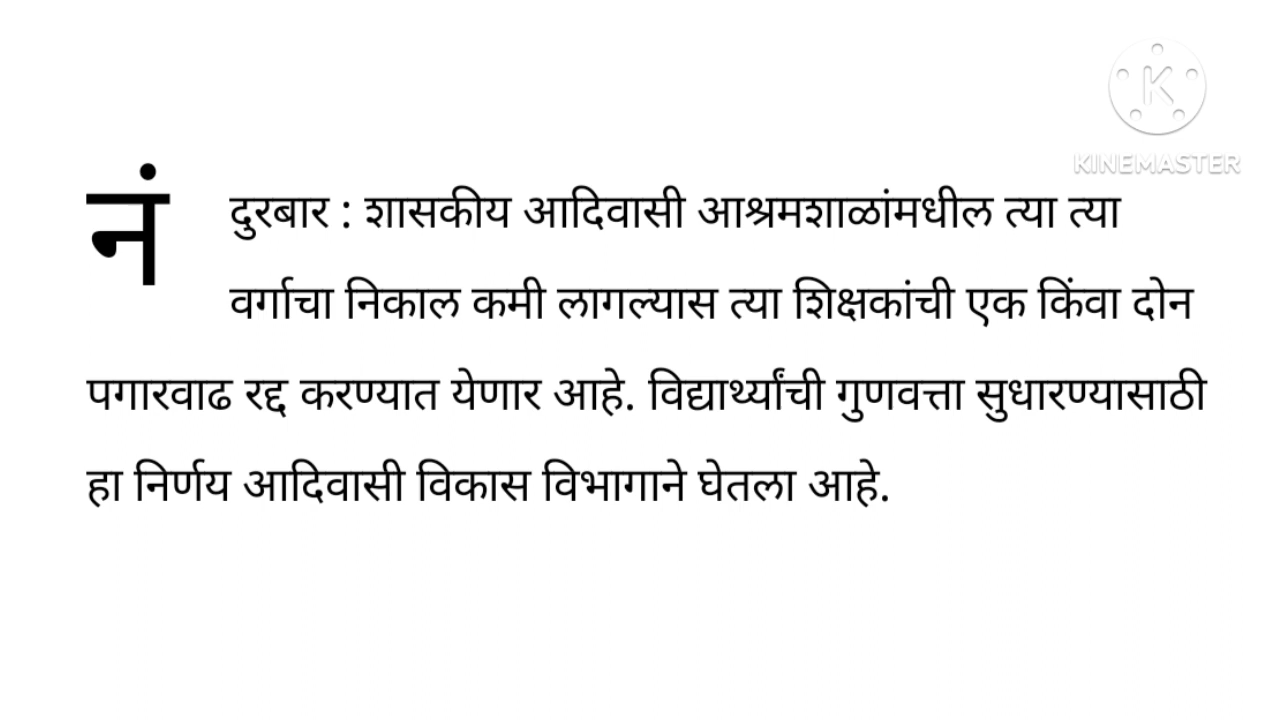 नंदुरबार : शासकीय आदिवासी आश्रमशाळांमधील त्या त्या
वर्गाचा निकाल कमी लागल्यास त्या शिक्षकांची एक किंवा दोन
पगारवाढ रद्द करण्यात येणार आहे. विद्यार्थ्यांची गुणवत्ता सुधारण्यासाठी
हा निर्णय आदिवासी विकास विभागाने घेतला आहे.
K
KINEMASTER